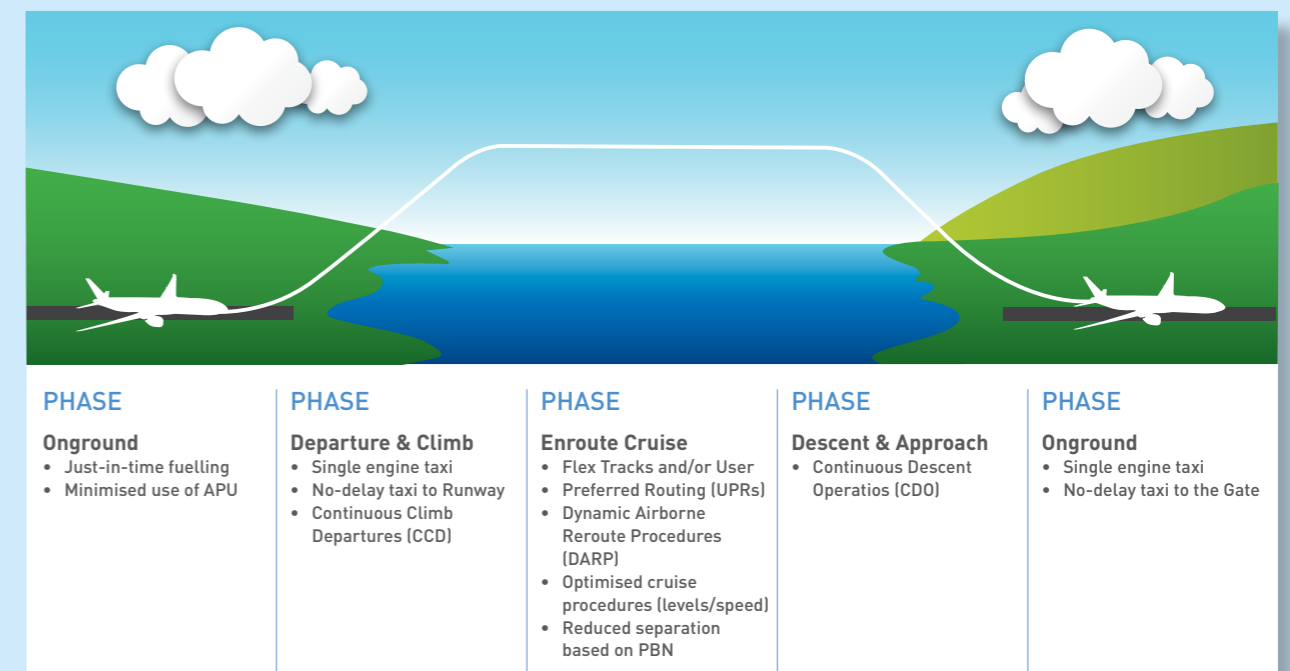 PHASE
Onground
• Just-in-time fuelling
• Minimised use of APU
PHASE
Departure & Climb
• Single engine taxi
• No-delay taxi to Runway
• Continuous Climb
Departures (CCD)
PHASE
Enroute Cruise
• Flex Tracks and/or User
• Preferred Routing (UPRs)
• Dynamic Airborne
Reroute Procedures
(DARP)
• Optimised cruise
procedures (levels/speed)
• Reduced separation
based on PBN
PHASE
Descent & Approach
• Continuous Descent
Operatios (CDO)
PHASE
Onground
• Single engine taxi
• No-delay taxi to the Gate